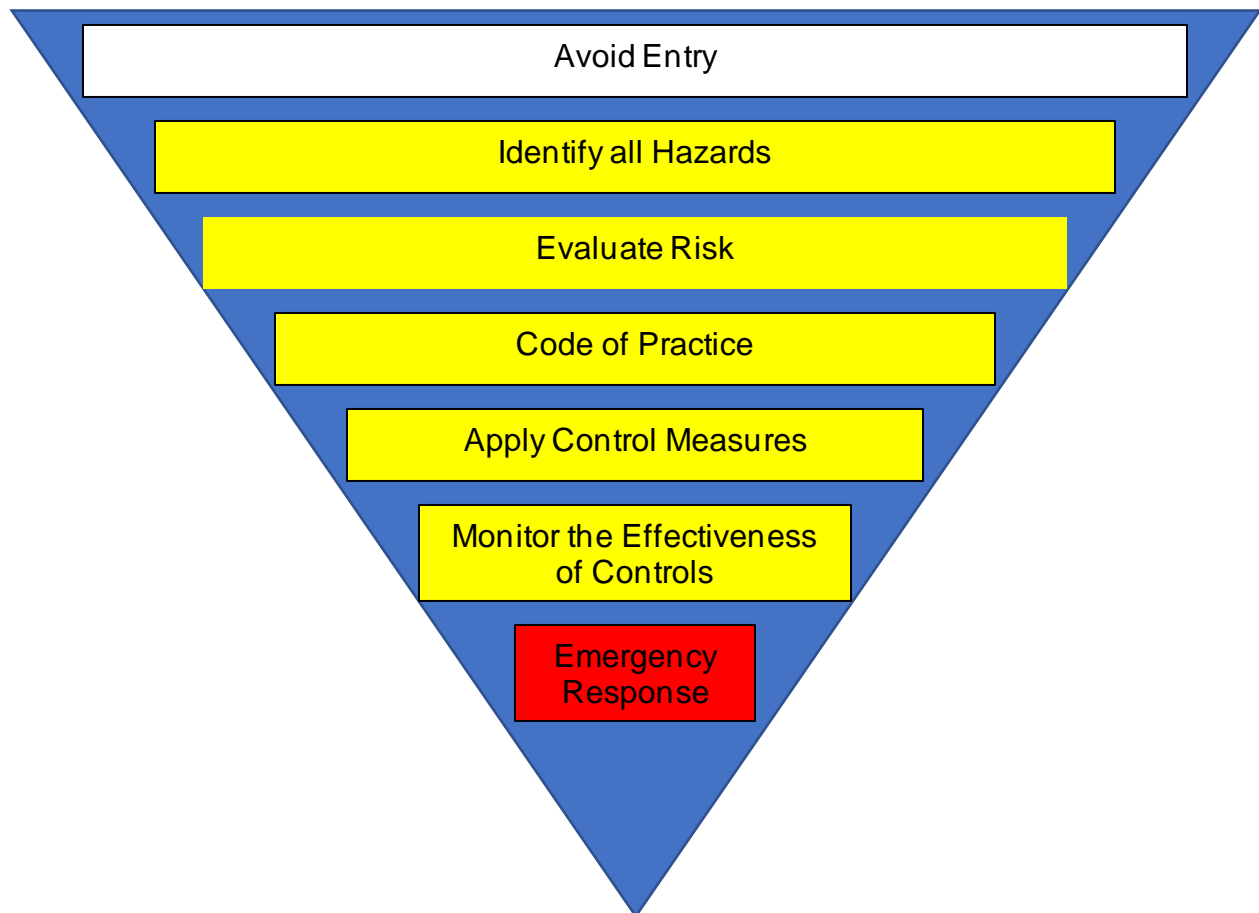 Avoid Entry
Identify all Hazards
Evaluate Risk
Code of Practice
Apply Control Measures
Monitor the Effectiveness
of Controls
Emergency
Response